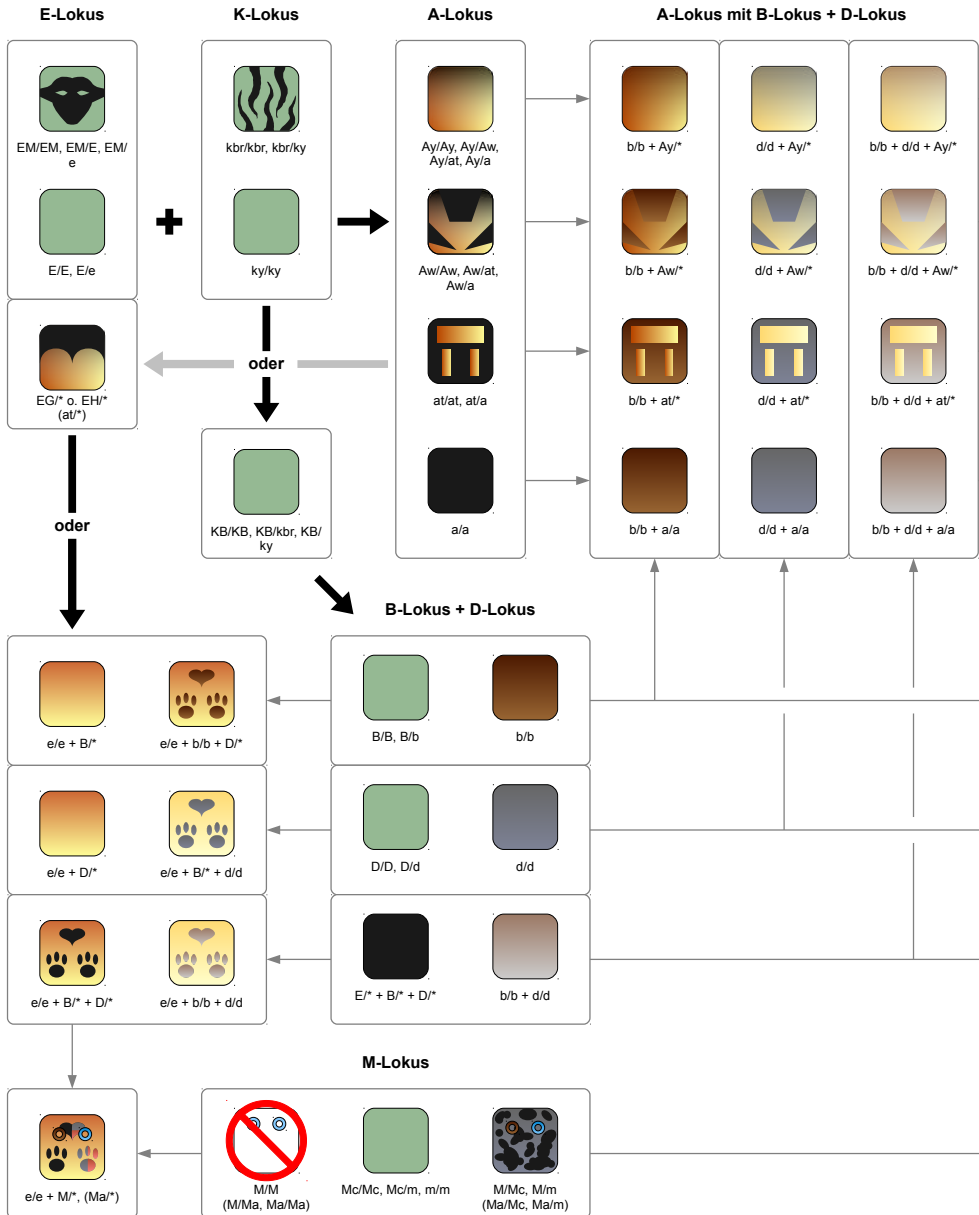 E-Lokus
K-Lokus
A-Lokus
A-Lokus mit B-Lokus + D-Lokus
EM/EM, EM/E, EM/
e
kbr/kbr, kbr/ky
Ay/Ay, Ay/Aw,
Ay/at, Ay/a
b/b + Ay/*
d/d + Ay/*
b/b + d/d + Ay/*
E/E, E/e
ky/ky
Aw/Aw, Aw/at,
Aw/a
b/b + Aw/*
d/d + Aw/*
b/b + d/d + Aw/*
oder
EG/* o. EH/*
(at/*)
at/at, at/a
b/b + at/*
d/d + at/*
b/b + d/d + at/*
oder
KB/KB, KB/kbr, KB/
ky
a/a
b/b + a/a
d/d + a/a
b/b + d/d + a/a
B-Lokus + D-Lokus
e/e + B/*
e/e + b/b + D/*
B/B, B/b
b/b
e/e + D/*
e/e + B/* + d/d
D/D, D/d
d/d
e/e + B/* + D/*
e/e + b/b + d/d
E/* + B/* + D/*
b/b + d/d
M-Lokus
e/e + M/*, (Ma/*)
M/M
(M/Ma, Ma/Ma)
Mc/Mc, Mc/m, m/m
M/Mc, M/m
(Ma/Mc, Ma/m)